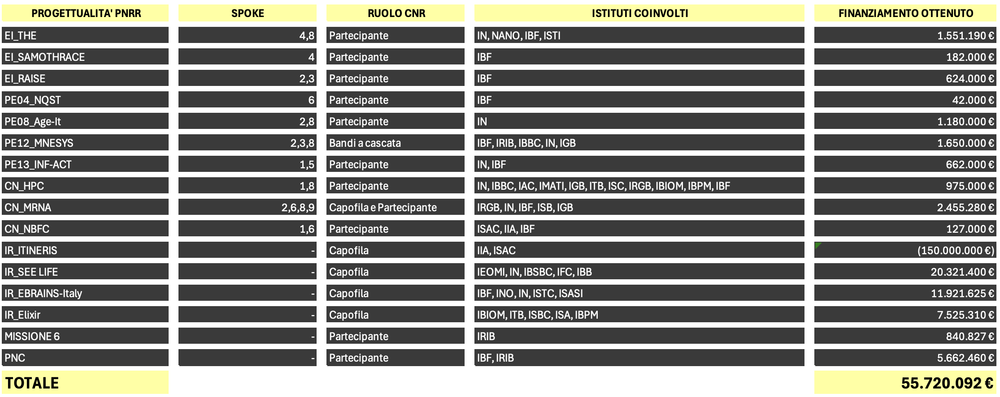 PROGETTUALITA' PNRR SPOKE RUOLO CNR ISTITUTI COINVOLTI FINANZIAMENTO OTTENUTO
EI_THE 4,8 Partecipante IN, NANO, IBF, ISTI 1.551.190 €
EI_SAMOTHRACE 4 Partecipante IBF 182.000 €
EI_RAISE 2,3 Partecipante IBF 624.000 €
PE04_NQST 6 Partecipante IBF 42.000 €
PE08_Age-It 2,8 Partecipante IN 1.180.000 €
PE12_MNESYS 2,3,8 Bandi a cascata IBF, IRIB, IBBC, IN, IGB 1.650.000 €
PE13_INF-ACT 1,5 Partecipante IN, IBF 662.000 €
CN_HPC 1,8 Partecipante IN, IBBC, IAC, IMATI, IGB, ITB, ISC, IRGB, IBIOM, IBPM, IBF 975.000 €
CN_MRNA 2,6,8,9 Capofila e Partecipante IRGB, IN, IBF, ISB, IGB 2.455.280 €
CN_NBFC 1,6 Partecipante ISAC, IIA, IBF 127.000 €
IR_ITINERIS - Capofila IIA, ISAC (150.000.000 €)
IR_SEE LIFE - Capofila IEOMI, IN, IBSBC, IFC, IBB 20.321.400 €
IR_EBRAINS-Italy - Capofila IBF, INO, IN, ISTC, ISASI 11.921.625 €
IR_Elixir - Capofila IBIOM, ITB, ISBC, ISA, IBPM 7.525.310 €
MISSIONE 6 - Partecipante IRIB 840.827 €
PNC - Partecipante IBF, IRIB 5.662.460 €
TOTALE 55.720.092 €